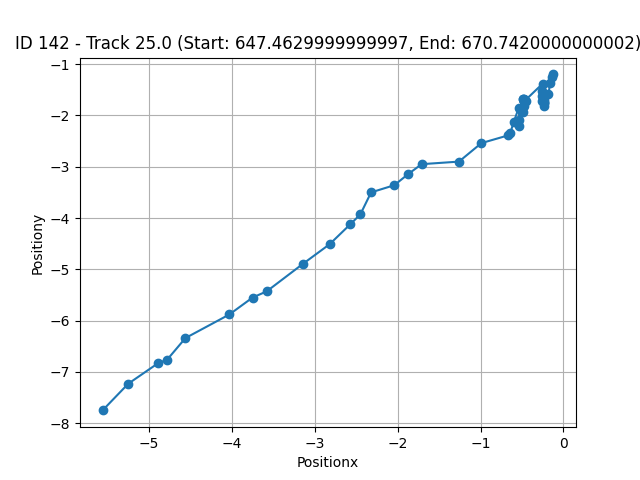 ID 142 - Track 25.0 (Start: 647.4629999999997, End: 670.7420000000002)
−1
−2
−3
−4
−5
−6
−7
−8
Positiony
−5 −4 −3 −2 −1 0
Positionx